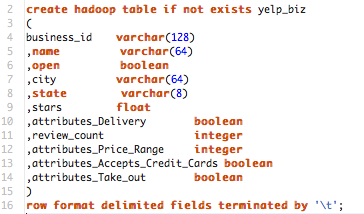 2 create hadoop table if not exists yelp_biz
3 (
4 business_id varchar(128)
5 ,name varchar(64)
6 ,open boolean
7 ,city varchar(64)
8 ,state varchar(8)
9 ,stars float
10 ,attributes_Delivery boolean
11 ,review_count integer
12 ,attributes_Price_Range integer
13 ,attributes_Accepts_Credit_Cards boolean
14 ,attributes_Take_out boolean
15 )
16 row format delimited fields terminated by '\t';